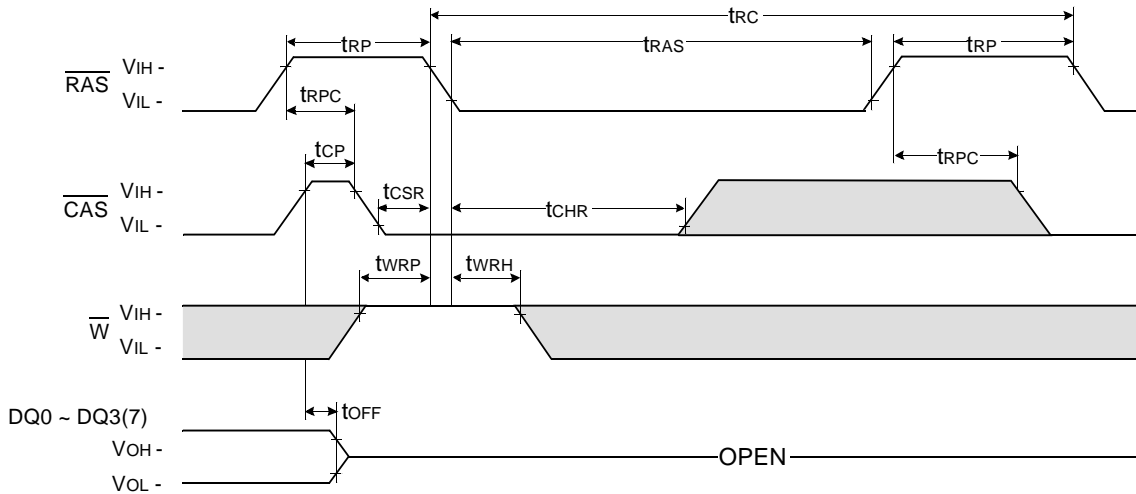 tRC
tRP
tRAS
tRP
RAS
VIH -
VIL -
tRPC
tCP
tRPC
CAS
VIH -
VIL -
tCSR
tCHR
tWRP
tWRH
W
VIH -
VIL -
DQ0 ~ DQ3(7)
tOFF
VOH -
VOL -
OPEN